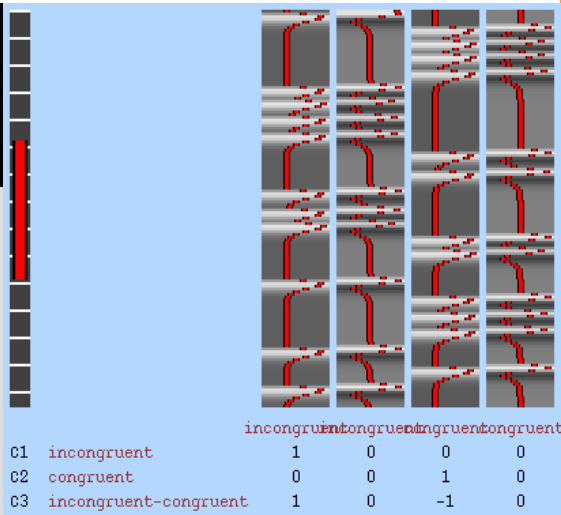 incongruent incongruent congruent congruent
C1 incongruent 1 0 0 0
C2 congruent 0 0 1 0
C3 incongruent-congruent 1 0 -1 0